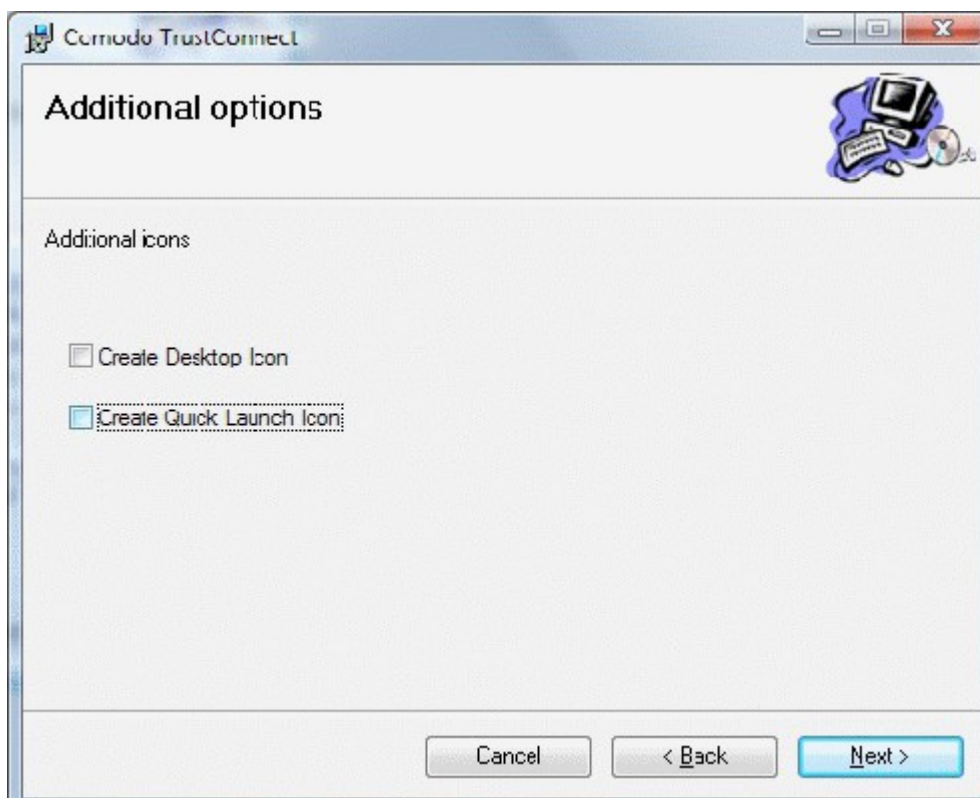 Comodo TrustConnect
Additional options
Additional icons
Create Desktop Icon
Create Quick Launch Icon
Cancel
< Back
Next >